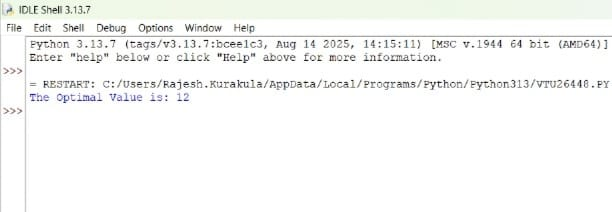 IDLE Shell 3.13.7
File Edit Shell Debug Options Window Help
Python 3.13.7 (tags/v3.13.7:bcee1c3, Aug 14 2025, 14:15:11) [MSC v.1944 64 bit (AMD64)]
Enter "help" below or click "Help" above for more information.
>>>
= RESTART: C:/Users/Rajesh.Kurakula/AppData/Local/Programs/Python/Python313/VTU26448.PY
The Optimal Value is: 12
>>>